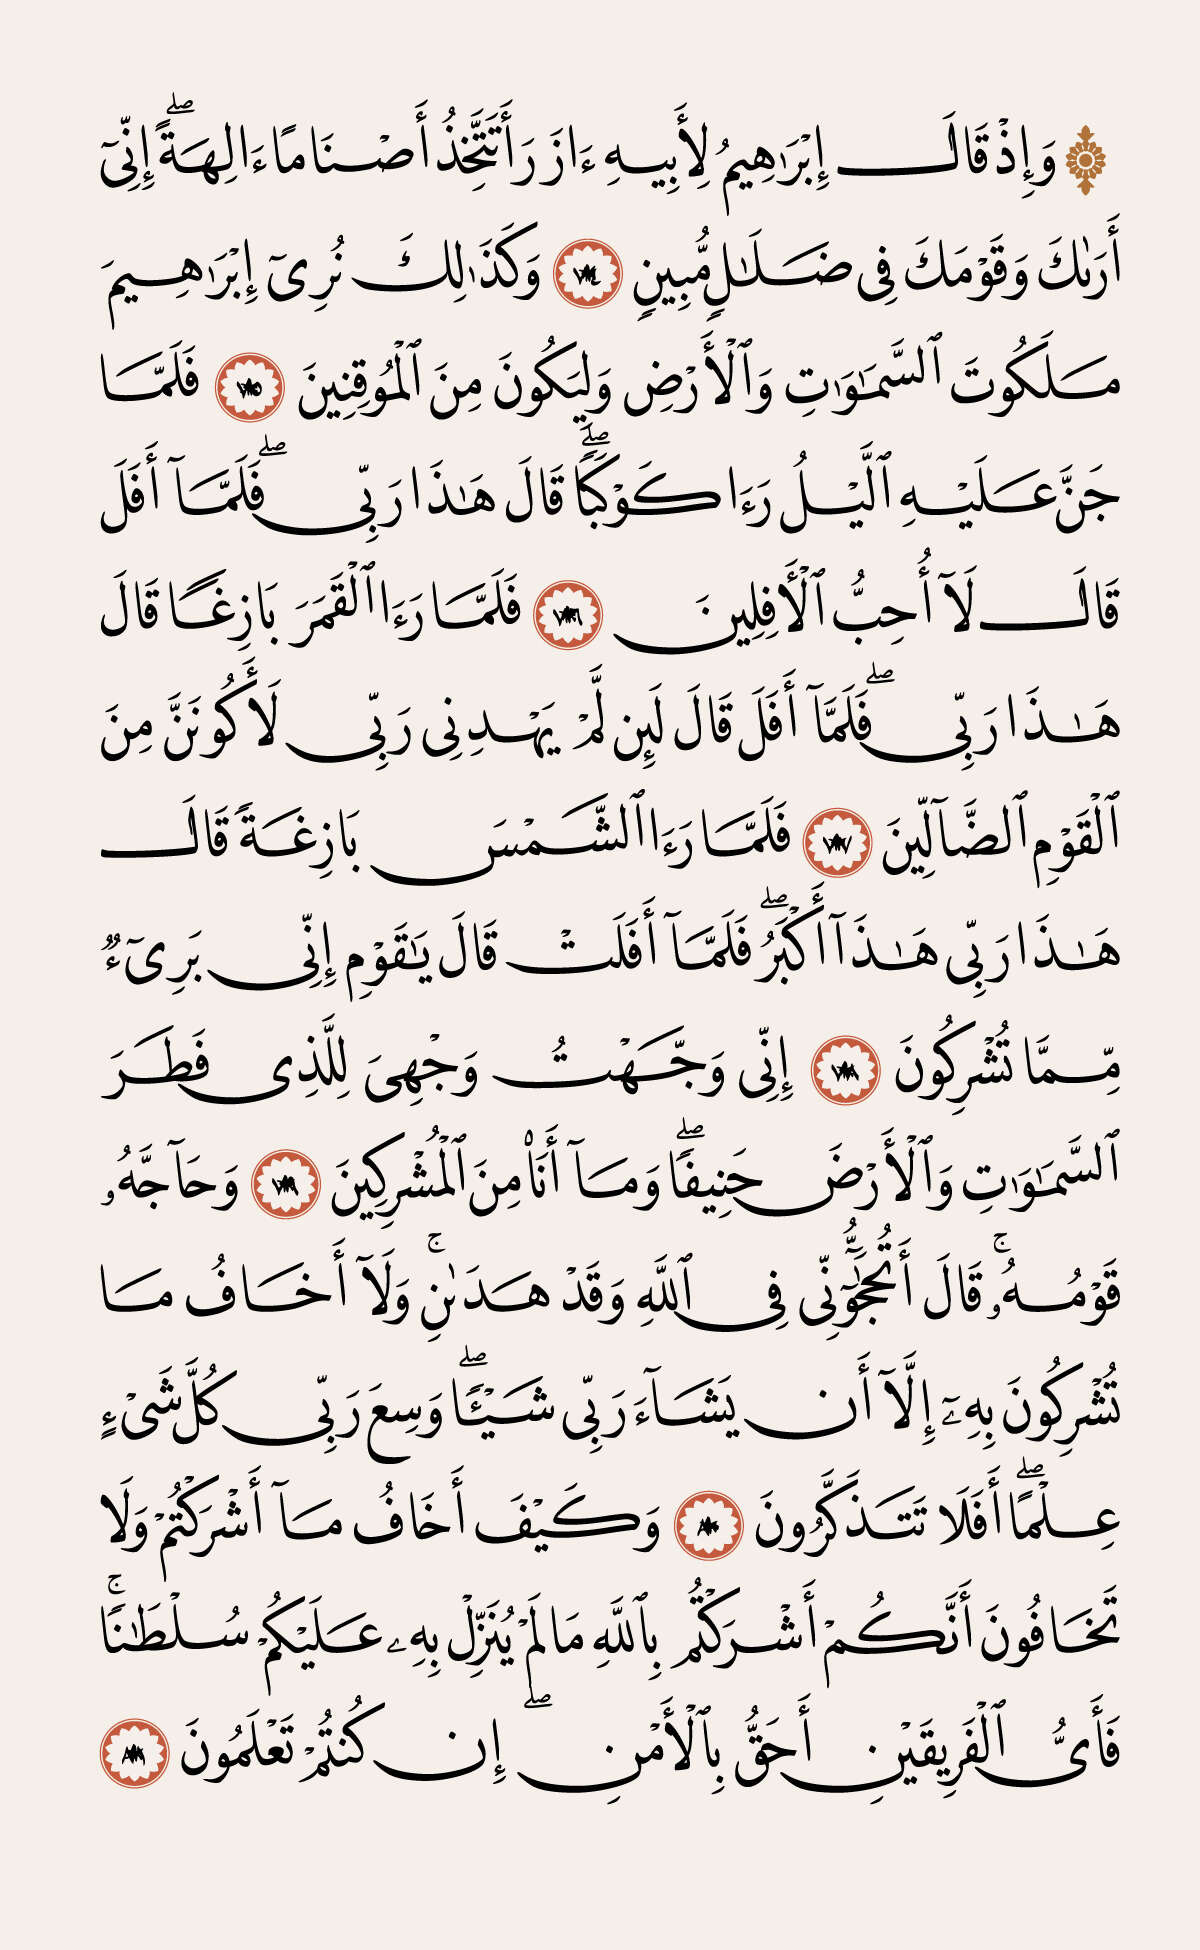 ۞ وَإِذْ قَالَ إِبْرَٰهِيمُ لِأَبِيهِ ءَازَرَ أَتَتَّخِذُ أَصْنَامًا ءَالِهَةً ۖ إِنِّىٓ
أَرَىٰكَ وَقَوْمَكَ فِى ضَلَـٰلٍ مُّبِينٍ ٧٤ وَكَذَٰلِكَ نُرِىٓ إِبْرَٰهِيمَ
مَلَكُوتَ ٱلسَّمَـٰوَٰتِ وَٱلْأَرْضِ وَلِيَكُونَ مِنَ ٱلْمُوقِنِينَ ٧٥ فَلَمَّا
جَنَّ عَلَيْهِ ٱلَّيْلُ رَءَا كَوْكَبًا ۖ قَالَ هَـٰذَا رَبِّى ۖ فَلَمَّآ أَفَلَ
قَالَ لَآ أُحِبُّ ٱلْأَفِلِينَ ٧٦ فَلَمَّا رَءَا ٱلْقَمَرَ بَازِغًا قَالَ
هَـٰذَا رَبِّى ۖ فَلَمَّآ أَفَلَ قَالَ لَئِن لَّمْ يَهْدِنِى رَبِّى لَأَكُونَنَّ مِنَ
ٱلْقَوْمِ ٱلضَّآلِّينَ ٧٧ فَلَمَّا رَءَا ٱلشَّمْسَ بَازِغَةً قَالَ
هَـٰذَا رَبِّى هَـٰذَآ أَكْبَرُ ۖ فَلَمَّآ أَفَلَتْ قَالَ يَـٰقَوْمِ إِنِّى بَرِىٓءٌ
مِّمَّا تُشْرِكُونَ ٧٨ إِنِّى وَجَّهْتُ وَجْهِىَ لِلَّذِى فَطَرَ
ٱلسَّمَـٰوَٰتِ وَٱلْأَرْضَ حَنِيفًا ۖ وَمَآ أَنَا۠ مِنَ ٱلْمُشْرِكِينَ ٧٩ وَحَآجَّهُۥ
قَوْمُهُۥ ۚ قَالَ أَتُحَـٰٓجُّوٓنِّى فِى ٱللَّهِ وَقَدْ هَدَىٰنِ ۚ وَلَآ أَخَافُ مَا
تُشْرِكُونَ بِهِۦٓ إِلَّآ أَن يَشَآءَ رَبِّى شَيْـًٔا ۖ وَسِعَ رَبِّى كُلَّ شَىْءٍ
عِلْمًا ۖ أَفَلَا تَتَذَكَّرُونَ ٨٠ وَكَيْفَ أَخَافُ مَآ أَشْرَكْتُمْ وَلَا
تَخَافُونَ أَنَّكُمْ أَشْرَكْتُم بِٱللَّهِ مَا لَمْ يُنَزِّلْ بِهِۦ عَلَيْكُمْ سُلْطَـٰنًا ۚ
فَأَىُّ ٱلْفَرِيقَيْنِ أَحَقُّ بِٱلْأَمْنِ ۖ إِن كُنتُمْ تَعْلَمُونَ ٨١